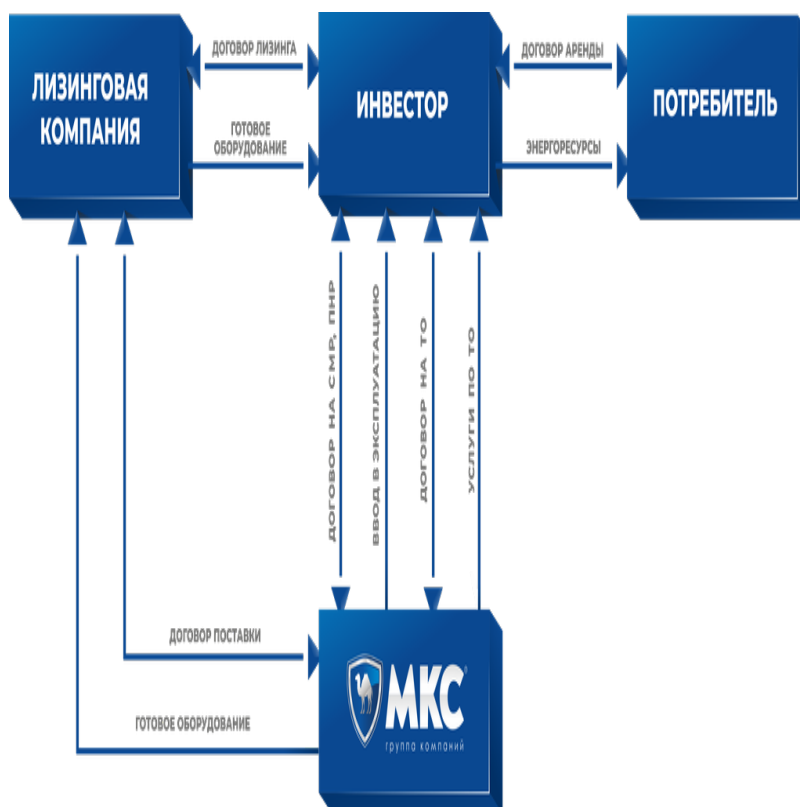 ЛИЗИНГОВАЯ
КОМПАНИЯ
ДОГОВОР ЛИЗИНГА
ГОТОВОЕ
ОБОРУДОВАНИЕ
ИНВЕСТОР
ДОГОВОР АРЕНДЫ
ЭНЕРГОРЕСУРСЫ
ПОТРЕБИТЕЛЬ
ДОГОВОР НА СМР, ПНР
ВВОД В ЭКСПЛУАТАЦИЮ
ДОГОВОР НА ТО
УСЛУГИ ПО ТО
ДОГОВОР ПОСТАВКИ
ГОТОВОЕ ОБОРУДОВАНИЕ
МКС®
группа компаний